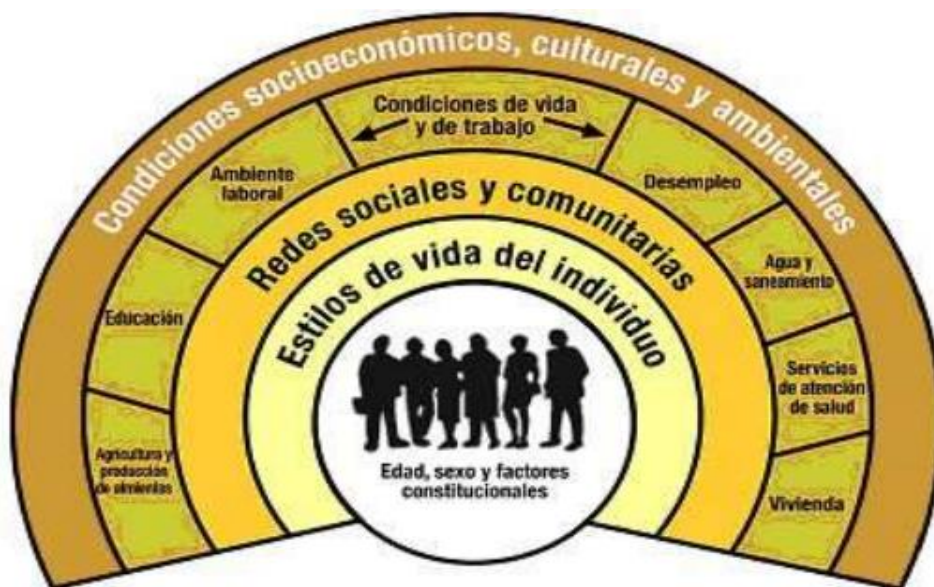 Condiciones socioeconómicos, culturales y ambientales
Condiciones de vida
y de trabajo
Ambiente
laboral
Desempleo
Educación
Agua y
saneamiento
Agricultura y
producción
de almientas
Servicios
de atención
de salud
Vivienda
Redes sociales y comunitarias
Estilos de vida del individuo
Edad, sexo y factores
constitucionales